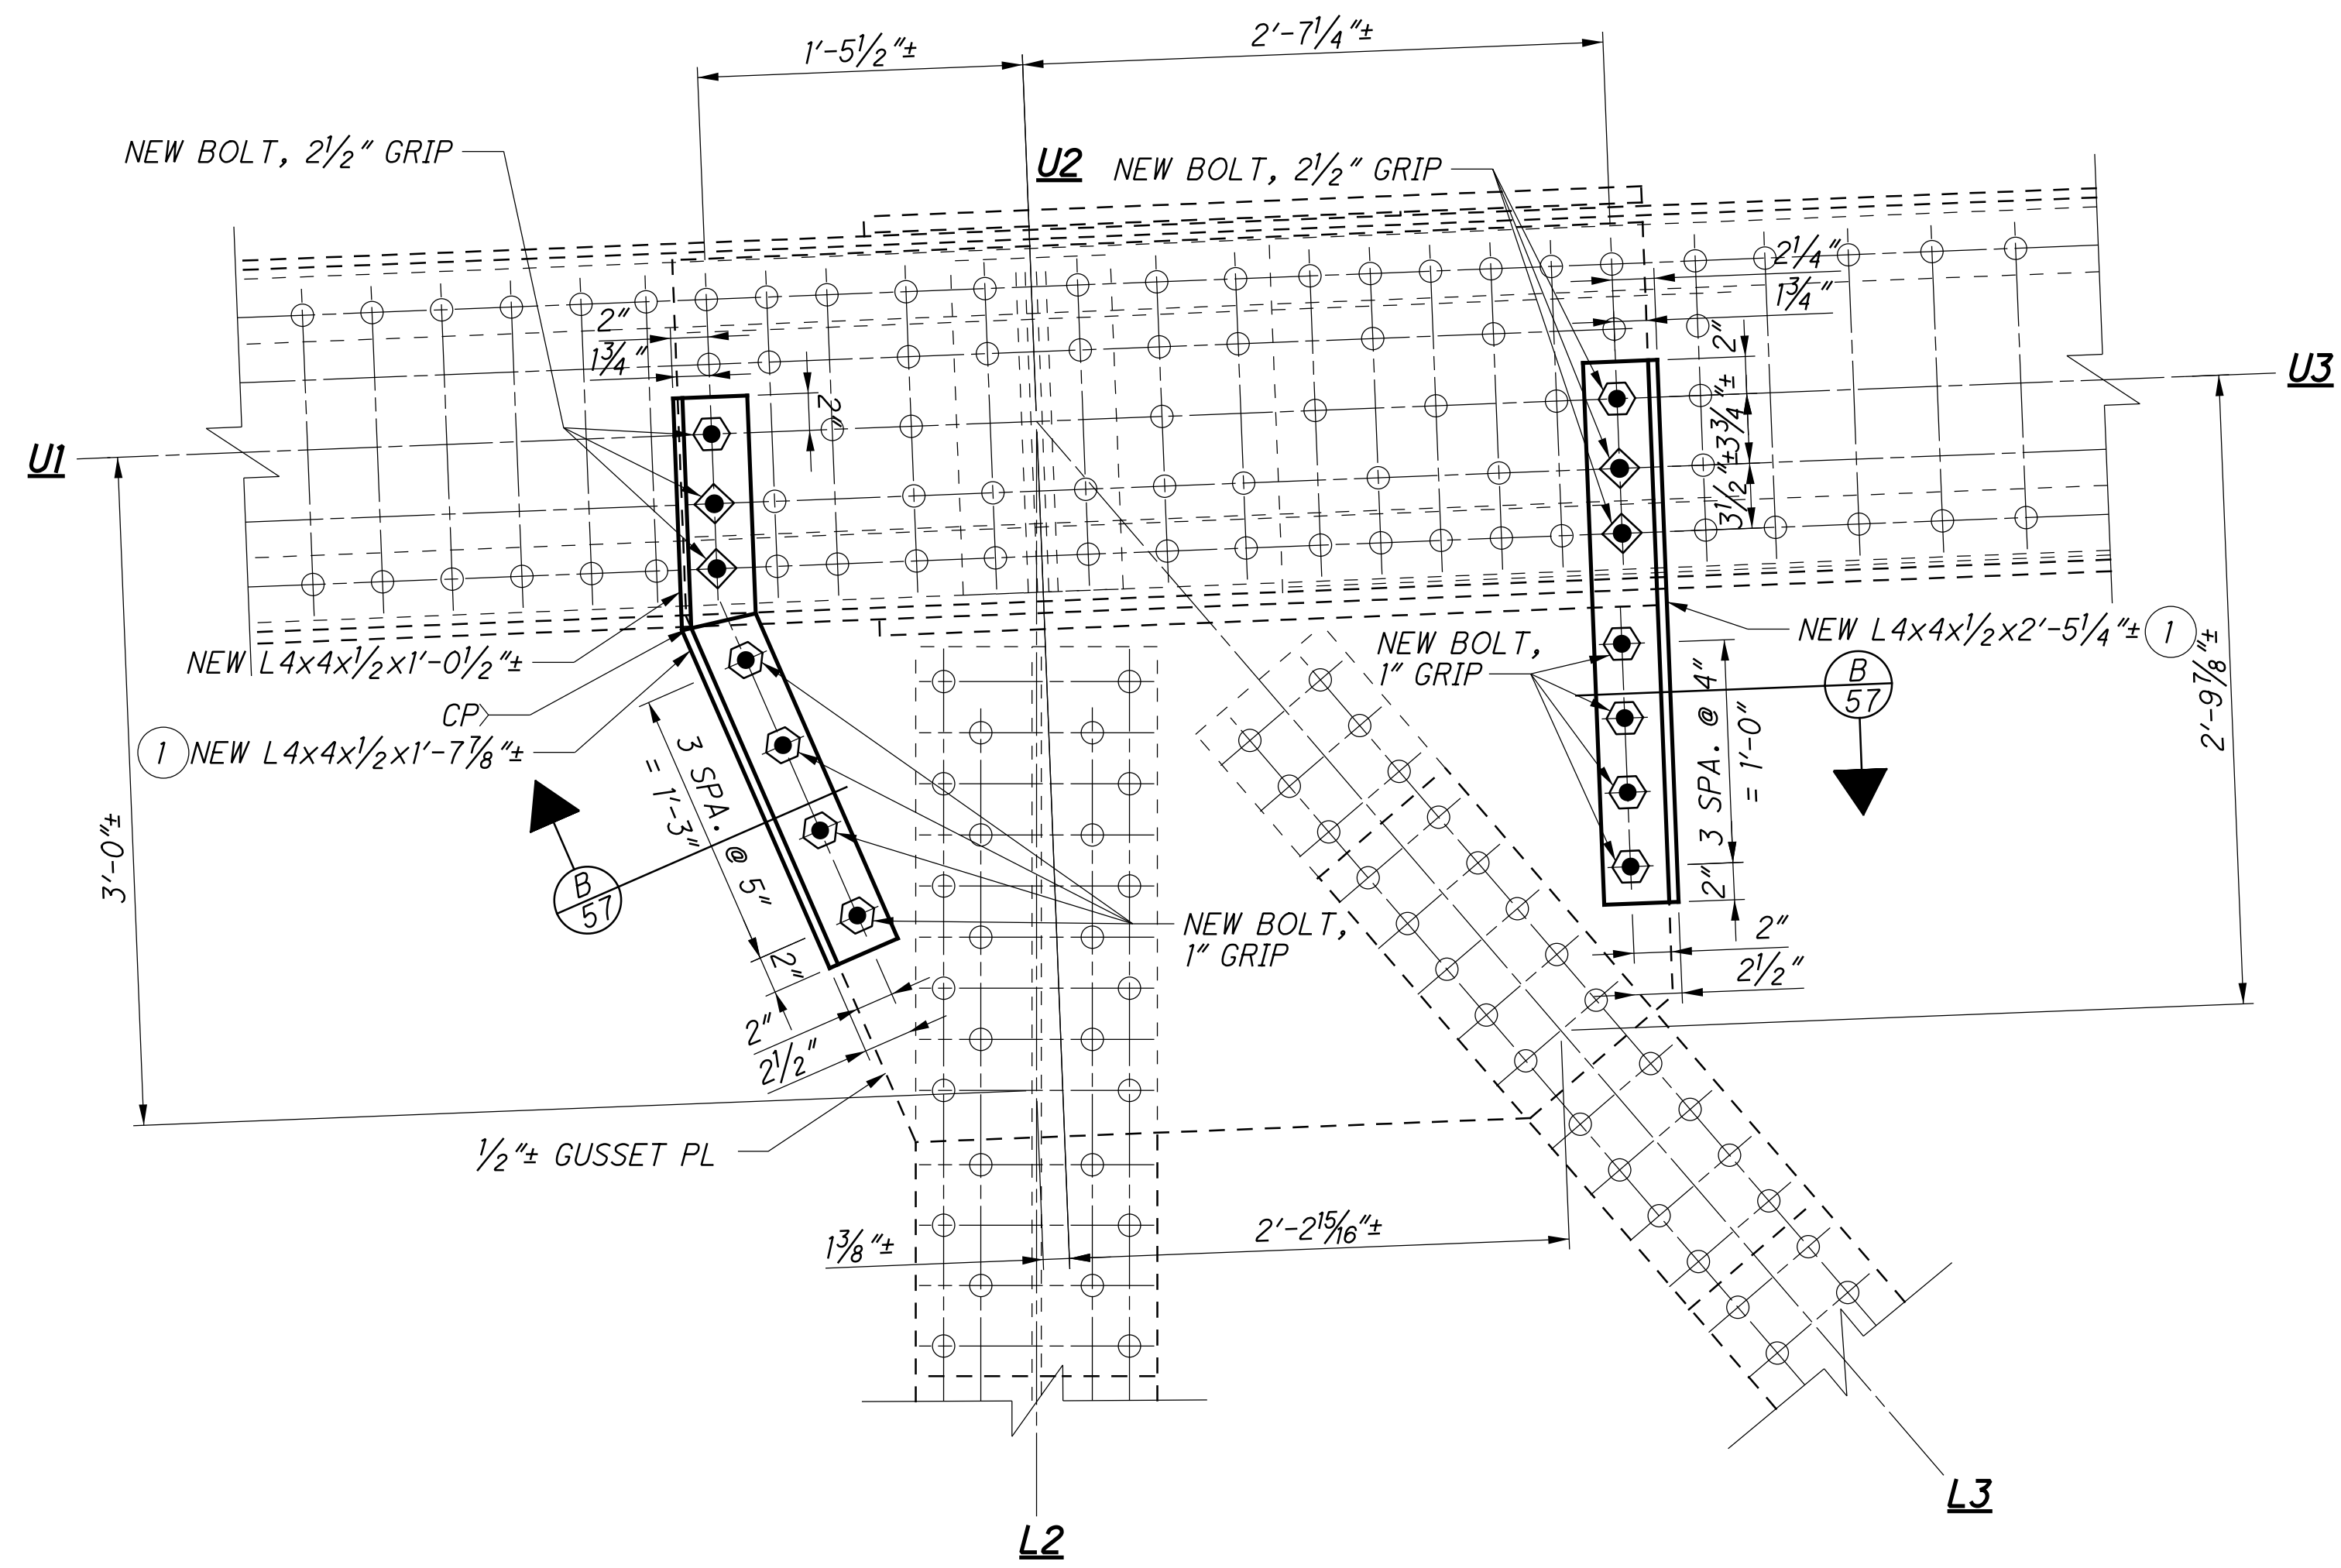 1'-5 1/2"±
2'-7 1/4"±
NEW BOLT, 2 1/2" GRIP
U2
NEW BOLT, 2 1/2" GRIP
2 1/4"
1 3/4"
2"
1 3/4"
2"
2"
3 3/4"±
3 1/2"±
U1
U3
NEW L4x4x1/2x1'-0 1/2"±
CP
1
NEW L4x4x1/2x1'-7 7/8"±
NEW BOLT,
1" GRIP
NEW L4x4x1/2x2'-5 1/4"±
1
B
57
3 SPA. @ 4"
= 1'-0"
2"
2'-9 7/8"±
3'-0"±
3 SPA. @ 5"
= 1'-3"
B
57
2"
NEW BOLT,
1" GRIP
2"
2 1/2"
2"
2 1/2"
1/2"± GUSSET PL
1 3/8"±
2'-2 15/16"±
L3
L2